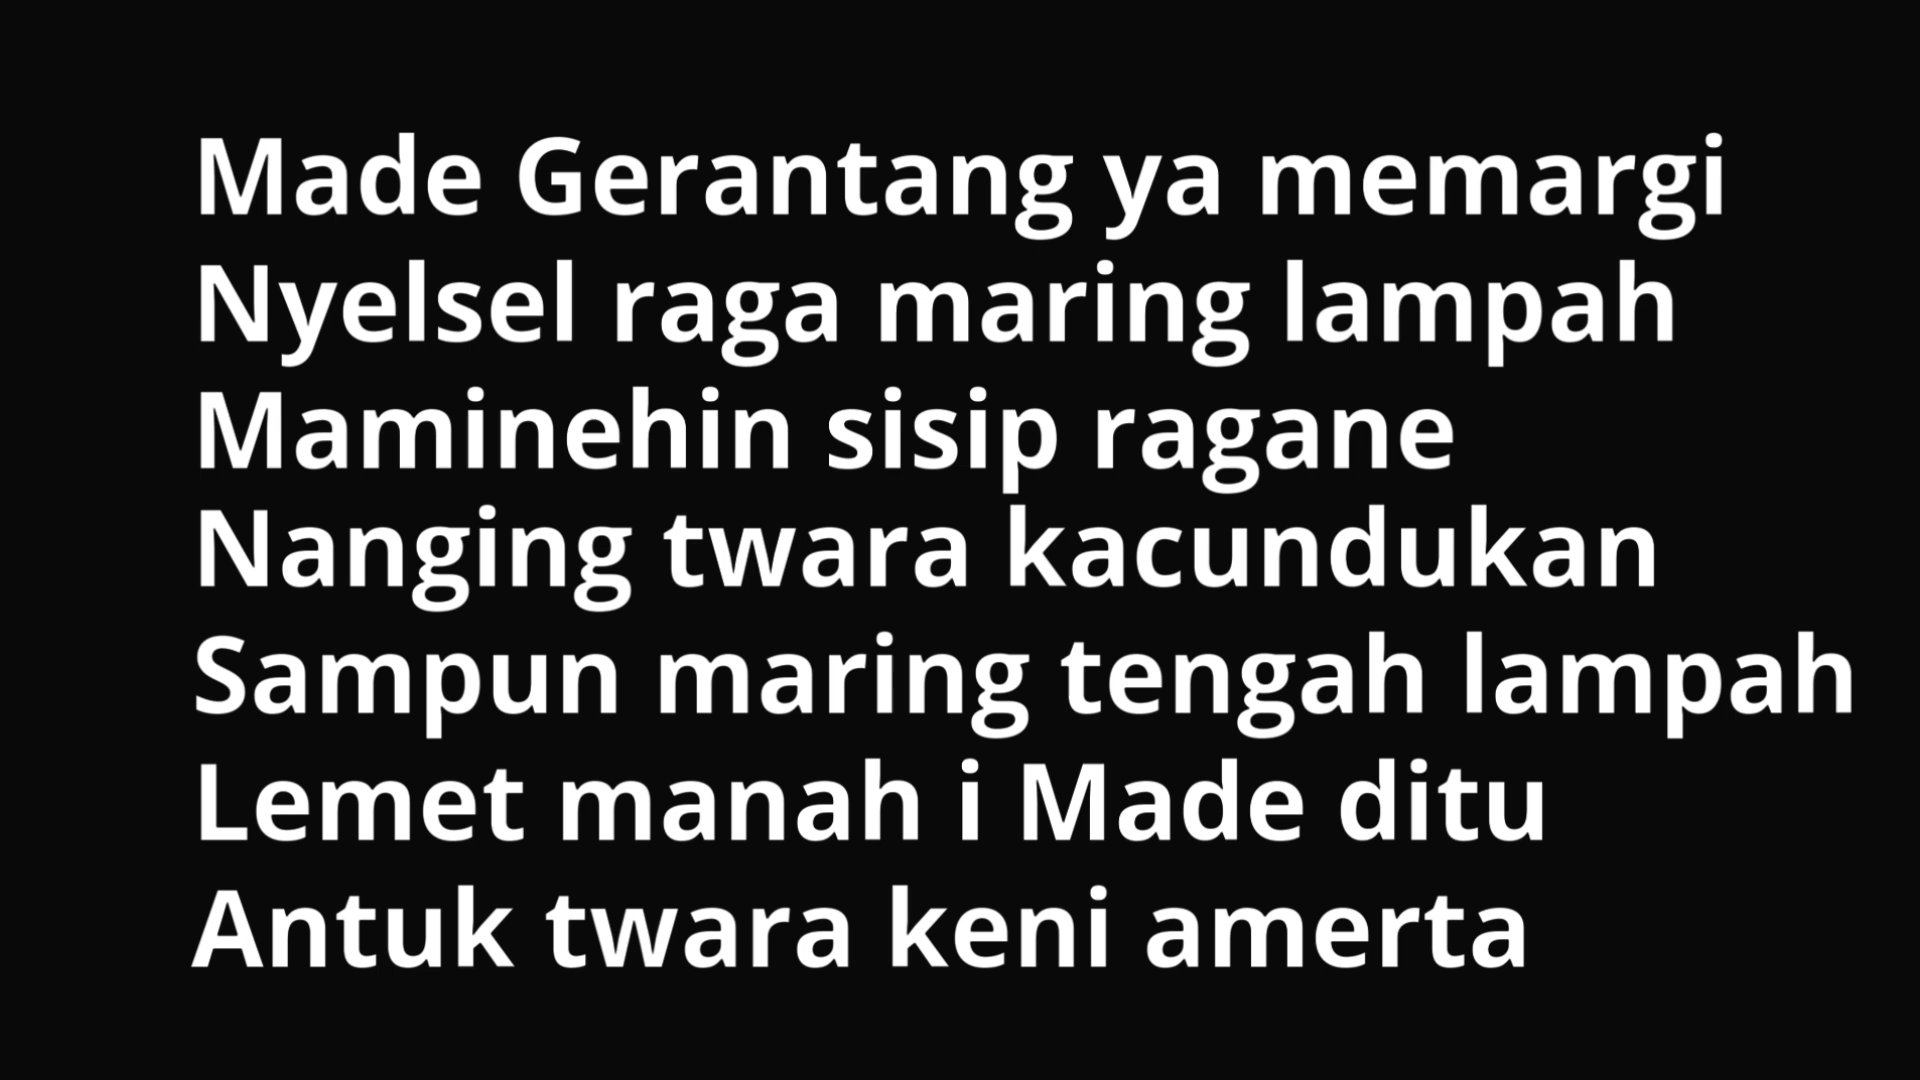 Made Gerantang ya memargi
Nyelsel raga maring lampah
Maminehin sisip ragane
Nanging twara kacundukan
Sampun maring tengah lampah
Lemet manah i Made ditu
Antuk twara keni amerta